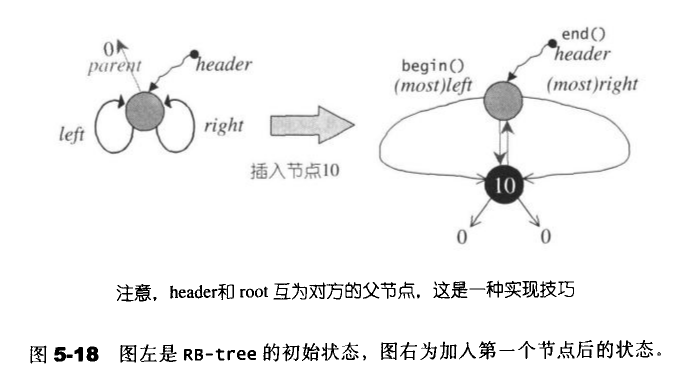 0
parent
header
left
right
插入节点10
end()
header
begin()
(most)left
(most)right
10
0
0
注意，header和 root 互为对方的父节点，这是一种实现技巧
图 5-18 图左是 RB-tree 的初始状态，图右为加入第一个节点后的状态。